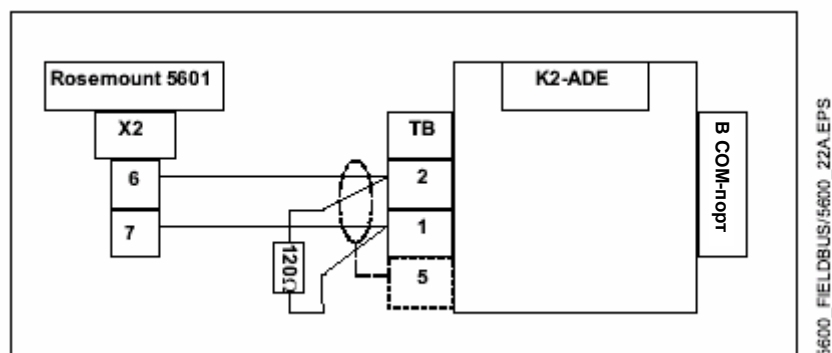 Rosemount 5601
K2-ADE
X2
TB
В COM-порт
6
2
7
1
120Ω
5
5600_FIELDBUS/5600_22A.EPS